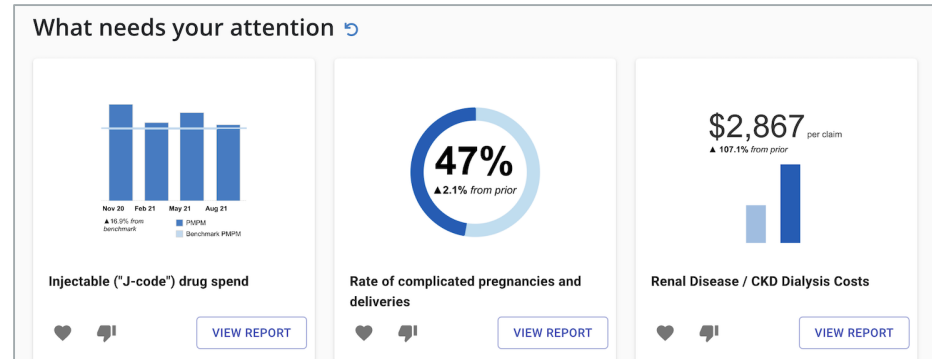 What needs your attention
Nov 20 Feb 21 May 21 Aug 21
▲16.9% from
benchmark
PMPM
Benchmark PMPM
Injectable ("J-code") drug spend
VIEW REPORT
47%
▲2.1% from prior
Rate of complicated pregnancies and
deliveries
VIEW REPORT
$2,867 per claim
▲ 107.1% from prior
Renal Disease / CKD Dialysis Costs
VIEW REPORT